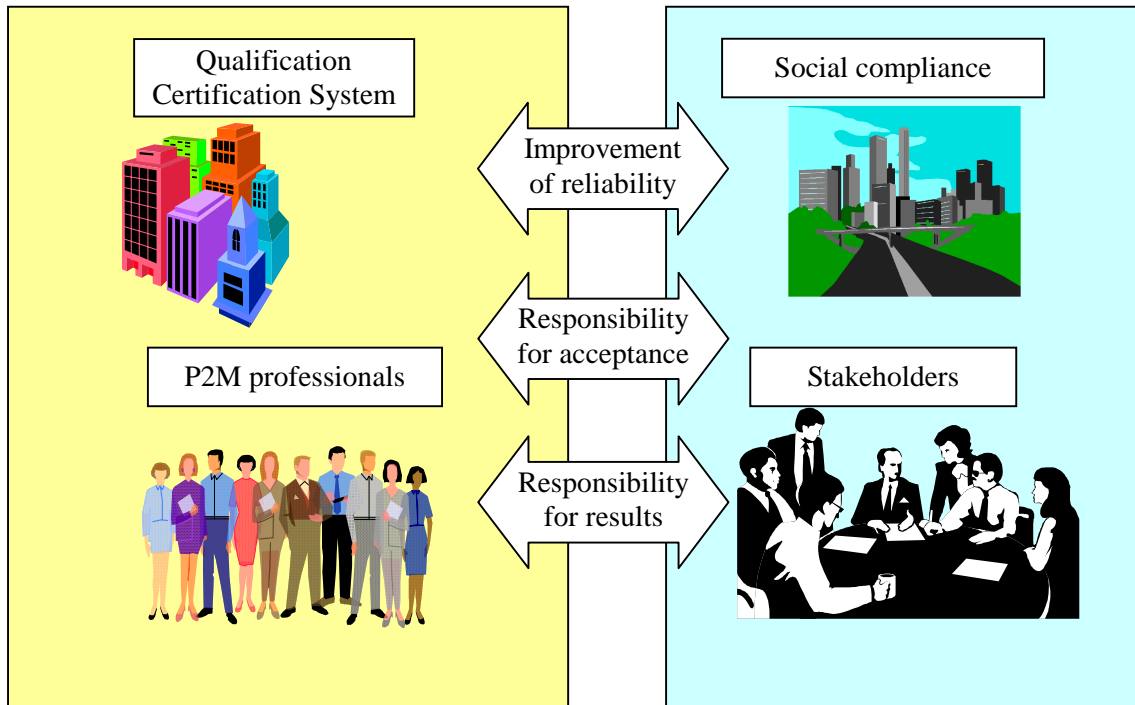 Qualification
Certification System
Social compliance
Improvement
of reliability
Responsibility
for acceptance
P2M professionals
Stakeholders
Responsibility
for results